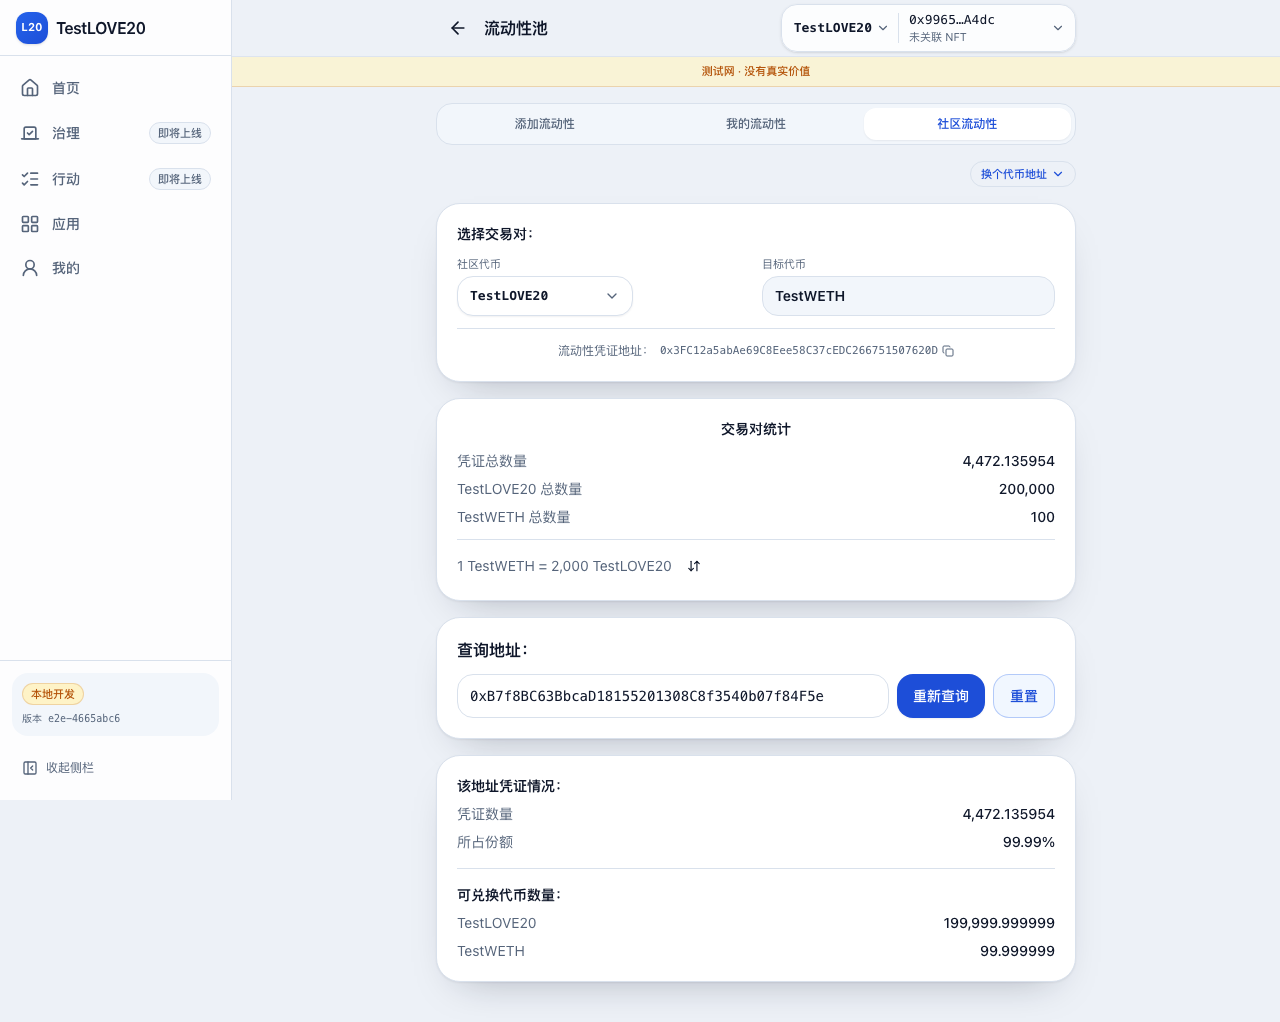 L20 TestLOVE20
首页
治理 即将上线
行动 即将上线
应用
我的
本地开发
版本 e2e-4665abc6
收起侧栏
流动性池
TestLOVE20
0x9965…A4dc
未关联 NFT
测试网 · 没有真实价值
添加流动性 我的流动性 社区流动性
换个代币地址
选择交易对：
社区代币 目标代币
TestLOVE20 TestWETH
流动性凭证地址： 0x3FC12a5abAe69C8Eee58C37cEDC266751507620D
交易对统计
凭证总数量 4,472.135954
TestLOVE20 总数量 200,000
TestWETH 总数量 100
1 TestWETH = 2,000 TestLOVE20
查询地址：
0xB7f8BC63BbcaD18155201308C8f3540b07f84F5e 重新查询 重置
该地址凭证情况：
凭证数量 4,472.135954
所占份额 99.99%
可兑换代币数量：
TestLOVE20 199,999.999999
TestWETH 99.999999